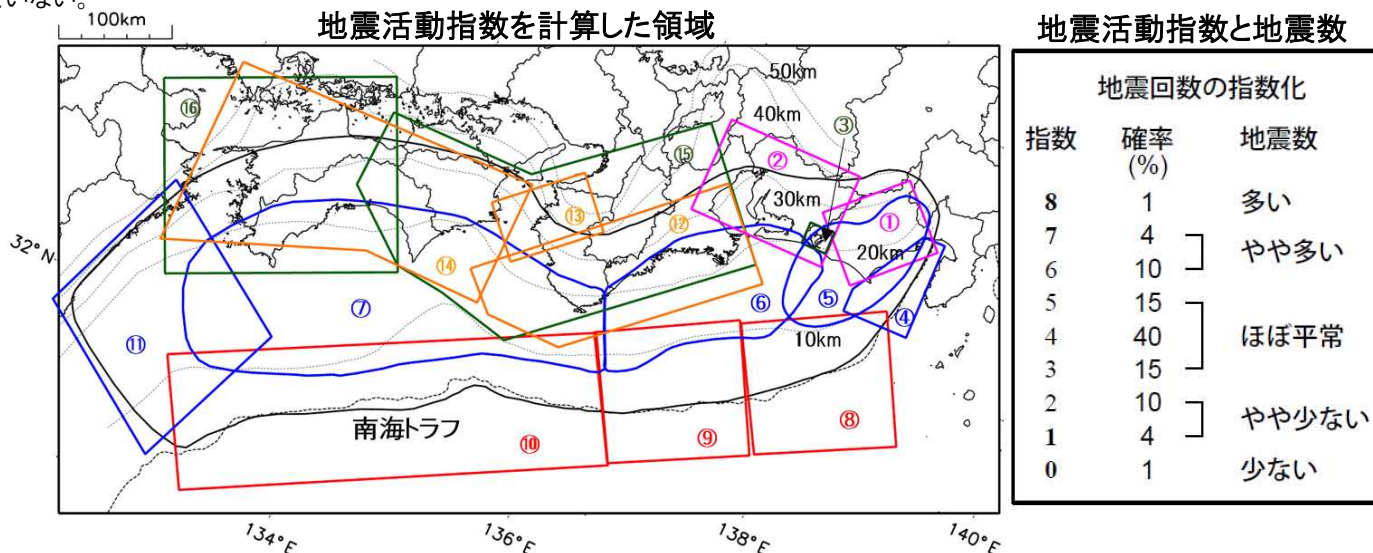 いない。
100km
地震活動指数を計算した領域
地震活動指数と地震数
50km
40km
③
⑯
⑮
②
30km
⑬
⑫
①
20km
32°N
⑭
⑦
⑥
⑤
④
⑪
10km
南海トラフ
⑩
⑨
⑧
134°E
136°E
138°E
140°E
地震回数の指数化
指数 確率 地震数
(%)
8 1 多い
7 4
やや多い
6 10
5 15
4 40 ほぼ平常
3 15
2 10
やや少ない
1 4
0 1 少ない